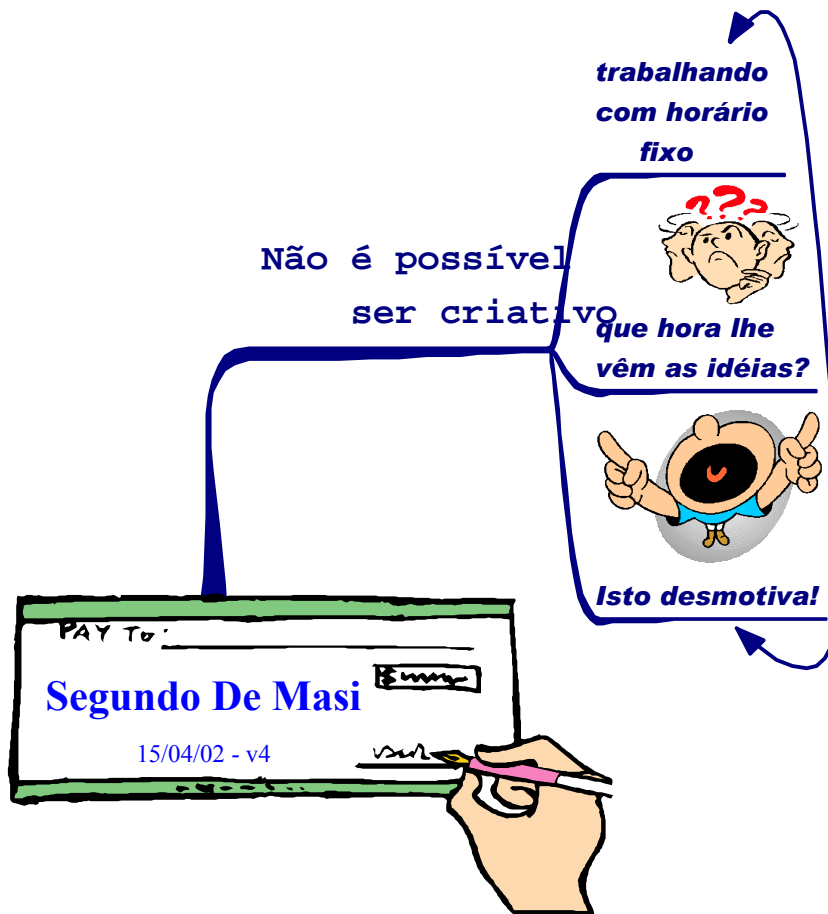 trabalhando
com horário
fixo
Não é possível
ser criativo
que hora lhe
vêm as idéias?
Isto desmotiva!
PAY TO:
Segundo De Masi
15/04/02 - v4